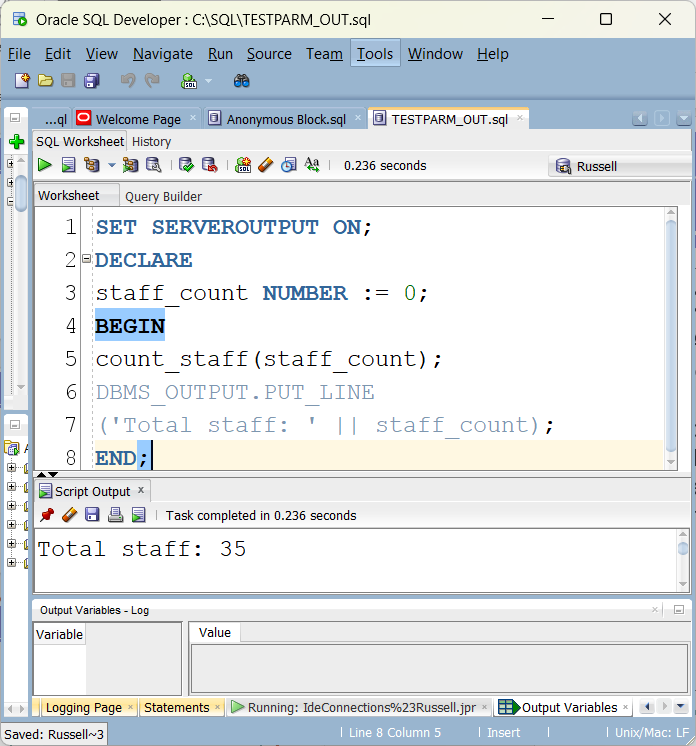 Oracle SQL Developer : C:\SQL\TESTPARM_OUT.sql
File Edit View Navigate Run Source Team Tools Window Help
...ql Welcome Page Anonymous Block.sql TESTPARM_OUT.sql
SQL Worksheet History
0.236 seconds Russell
Worksheet Query Builder
1 SET SERVEROUTPUT ON;
2 DECLARE
3 staff_count NUMBER := 0;
4 BEGIN
5 count_staff(staff_count);
6 DBMS_OUTPUT.PUT_LINE
7 ('Total staff: ' || staff_count);
8 END;
Script Output x
Task completed in 0.236 seconds
Total staff: 35
Output Variables - Log
Variable Value
Logging Page Statements Running: IdeConnections%23Russell.jpr Output Variables
Saved: Russell~3 Line 8 Column 5 Insert Unix/Mac: LF